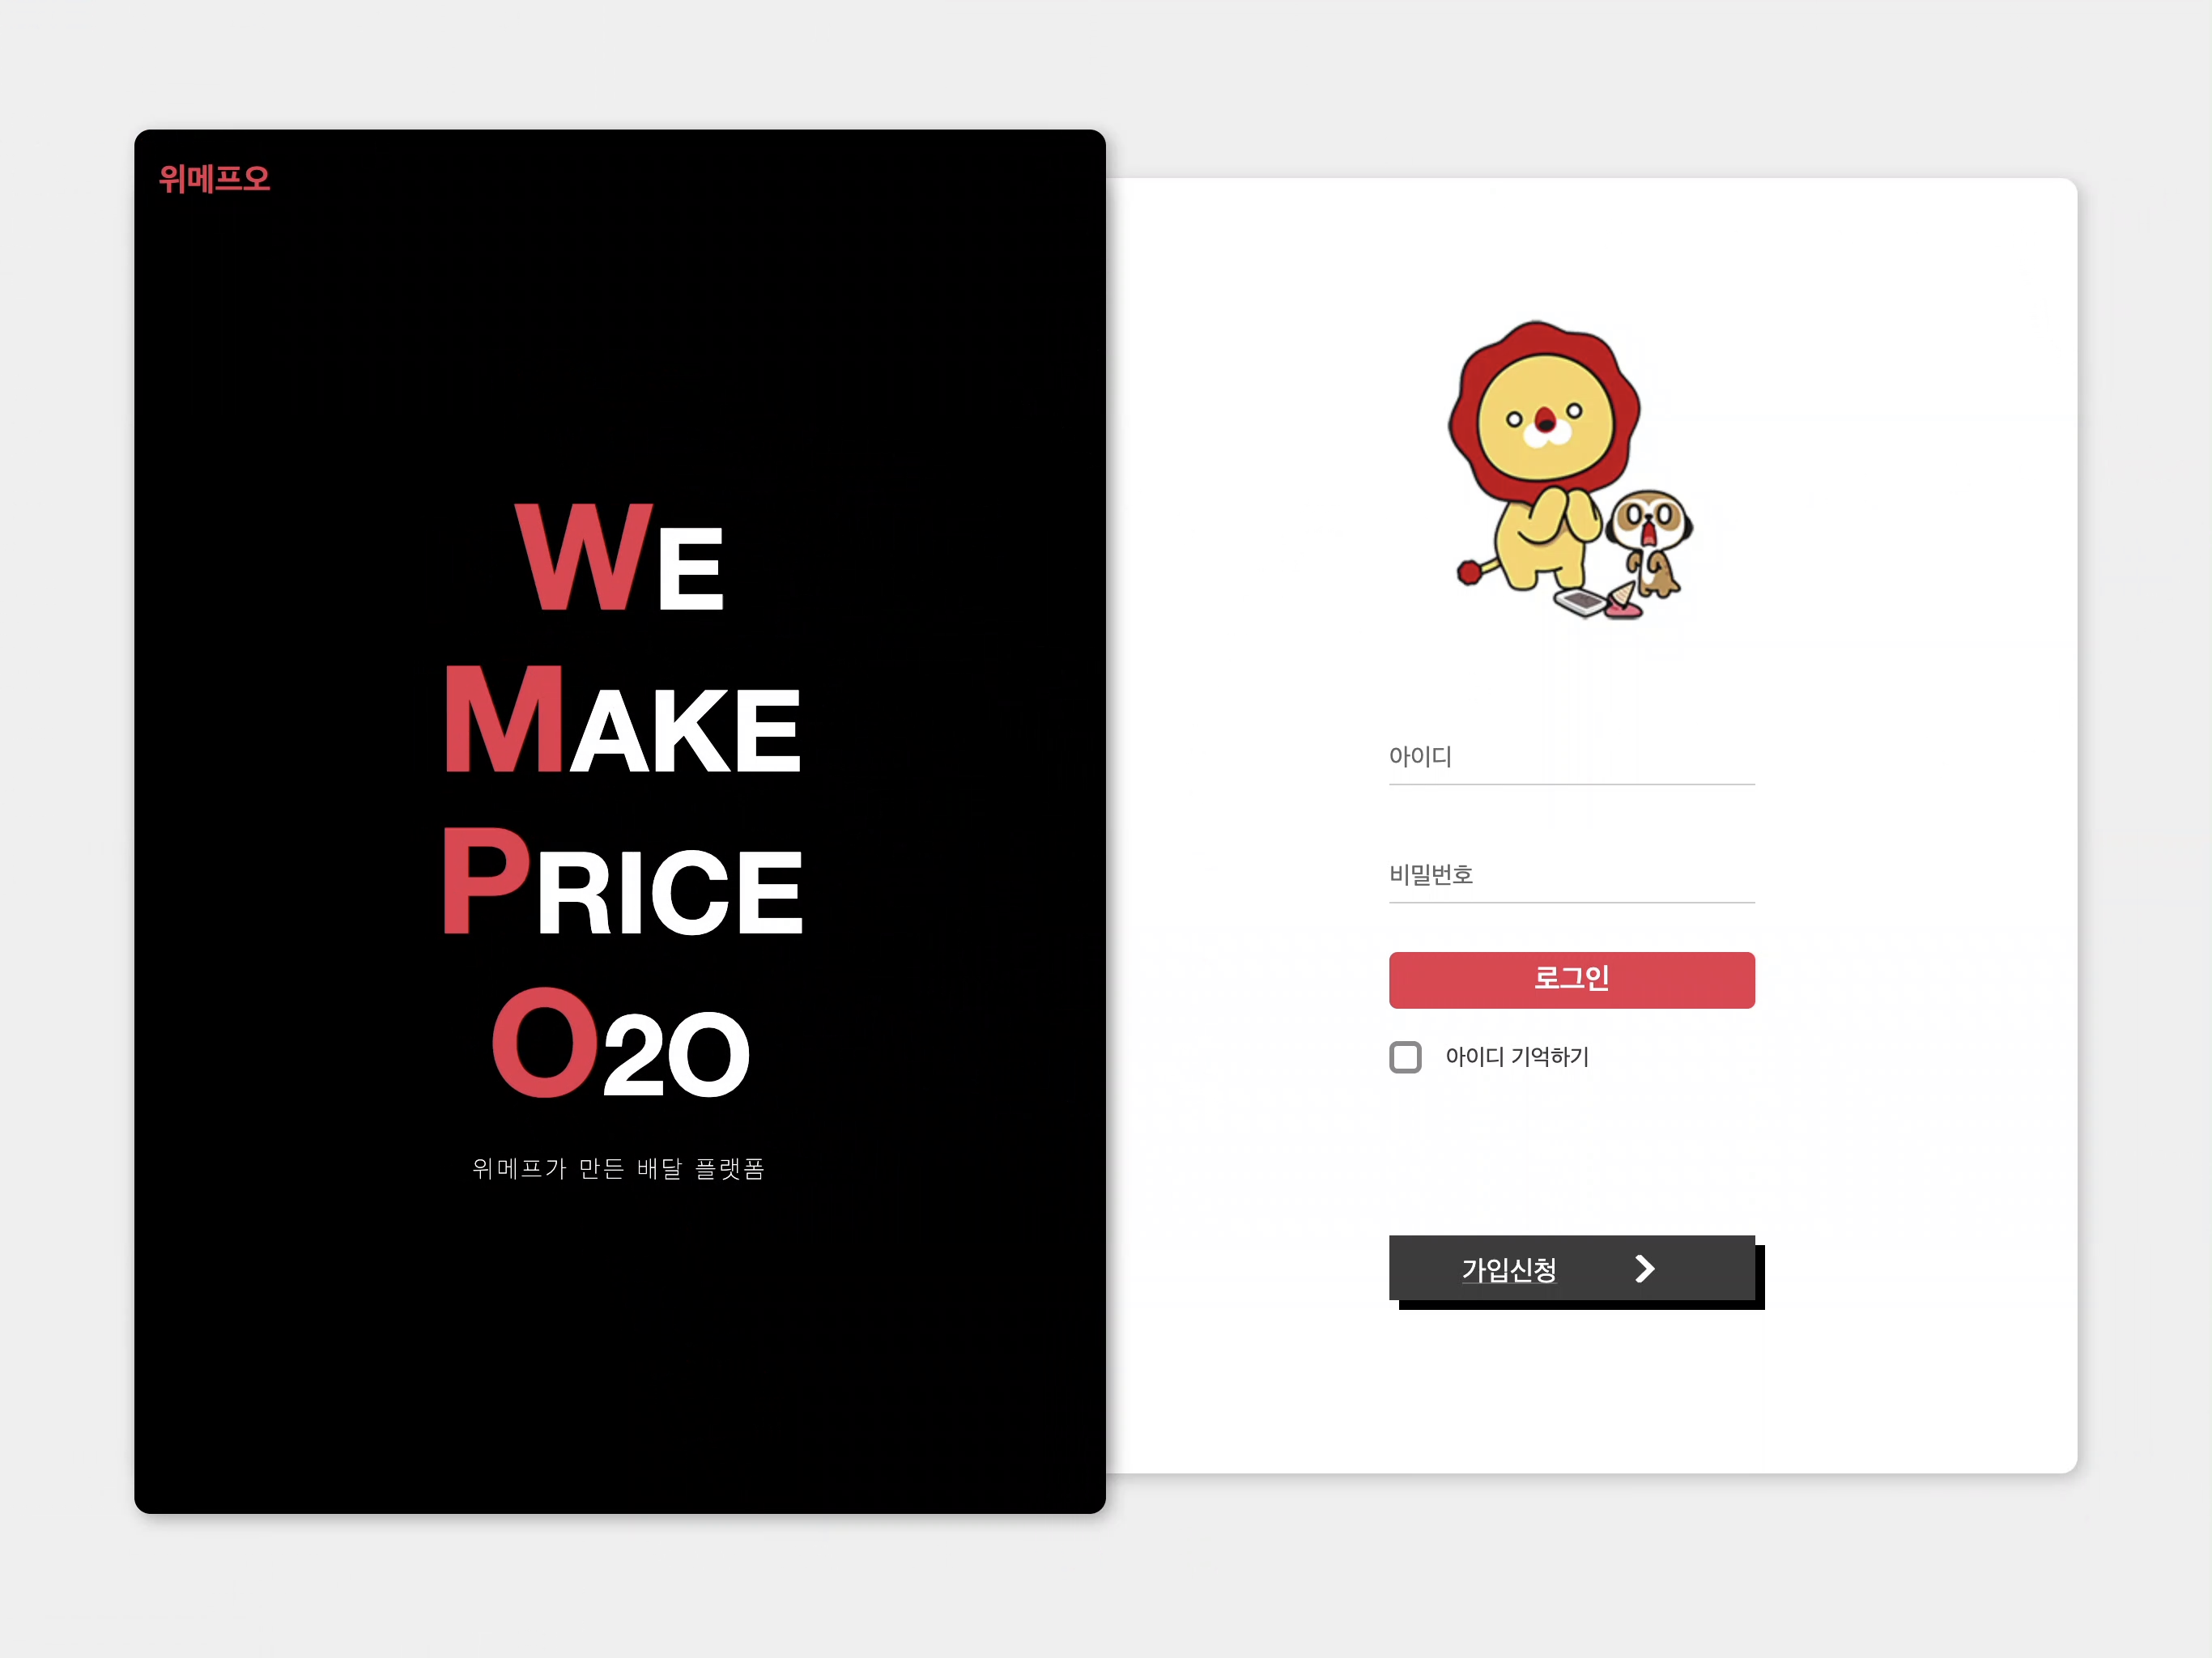 위메프오
WE
MAKE
PRICE
O2O
위메프가 만든 배달 플랫폼
아이디
비밀번호
로그인
아이디 기억하기
가입신청